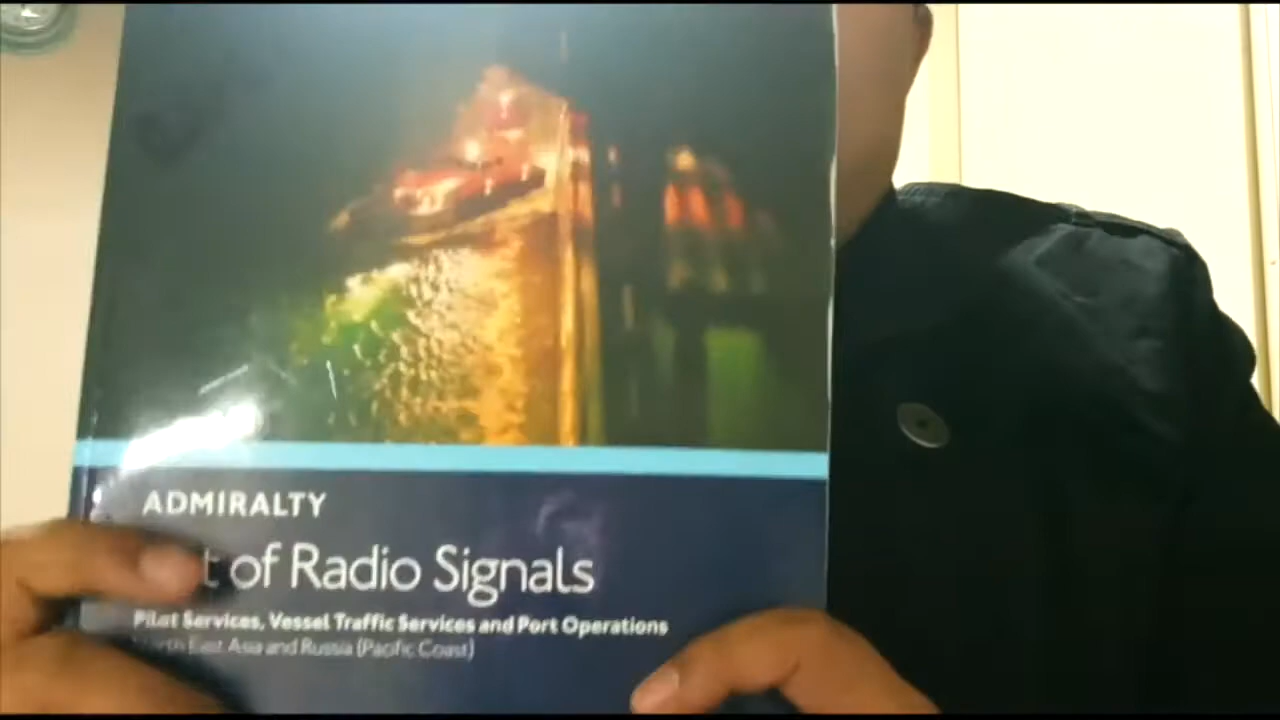 ADMIRALTY
t of Radio Signals
Pilot Services, Vessel Traffic Services and Port Operations
North East Asia and Russia (Pacific Coast)